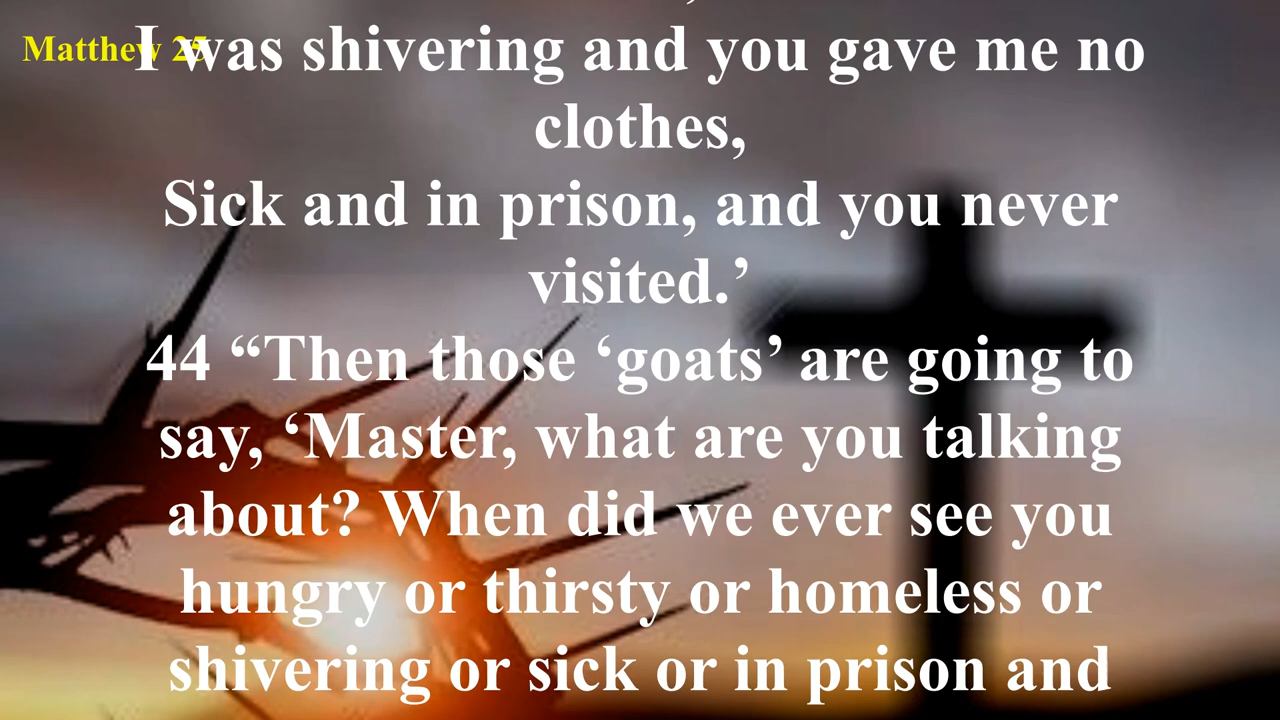 Matthew 25
I was shivering and you gave me no
clothes,
Sick and in prison, and you never
visited.’
44 “Then those ‘goats’ are going to
say, ‘Master, what are you talking
about? When did we ever see you
hungry or thirsty or homeless or
shivering or sick or in prison and